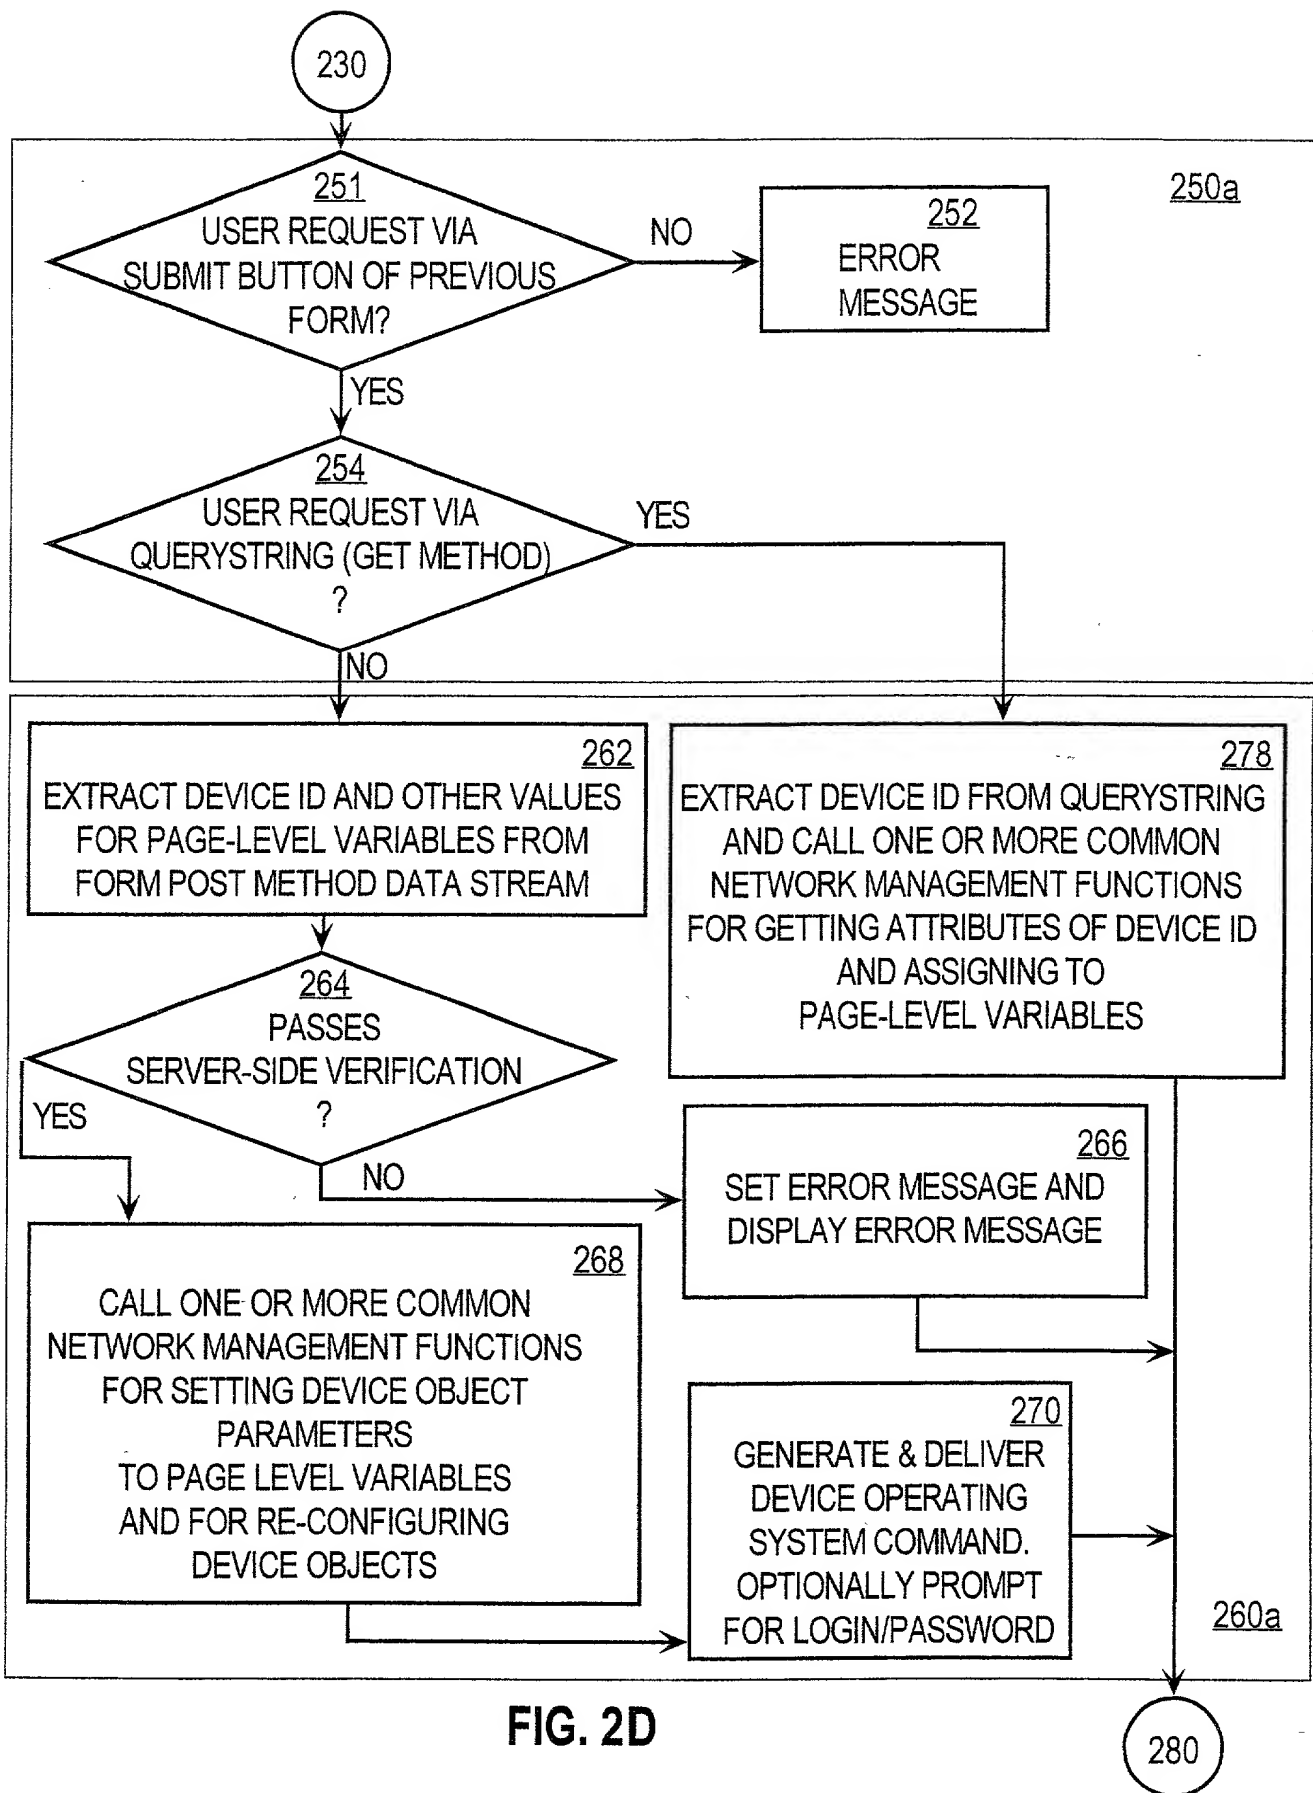 230
250a
251
USER REQUEST VIA
SUBMIT BUTTON OF PREVIOUS
FORM?
NO
252
ERROR
MESSAGE
YES
254
USER REQUEST VIA
QUERYSTRING (GET METHOD)
?
YES
NO
262
EXTRACT DEVICE ID AND OTHER VALUES
FOR PAGE-LEVEL VARIABLES FROM
FORM POST METHOD DATA STREAM
278
EXTRACT DEVICE ID FROM QUERYSTRING
AND CALL ONE OR MORE COMMON
NETWORK MANAGEMENT FUNCTIONS
FOR GETTING ATTRIBUTES OF DEVICE ID
AND ASSIGNING TO
PAGE-LEVEL VARIABLES
264
PASSES
SERVER-SIDE VERIFICATION
?
YES
NO
266
SET ERROR MESSAGE AND
DISPLAY ERROR MESSAGE
268
CALL ONE OR MORE COMMON
NETWORK MANAGEMENT FUNCTIONS
FOR SETTING DEVICE OBJECT
PARAMETERS
TO PAGE LEVEL VARIABLES
AND FOR RE-CONFIGURING
DEVICE OBJECTS
270
GENERATE & DELIVER
DEVICE OPERATING
SYSTEM COMMAND.
OPTIONALLY PROMPT
FOR LOGIN/PASSWORD
260a
FIG. 2D
280